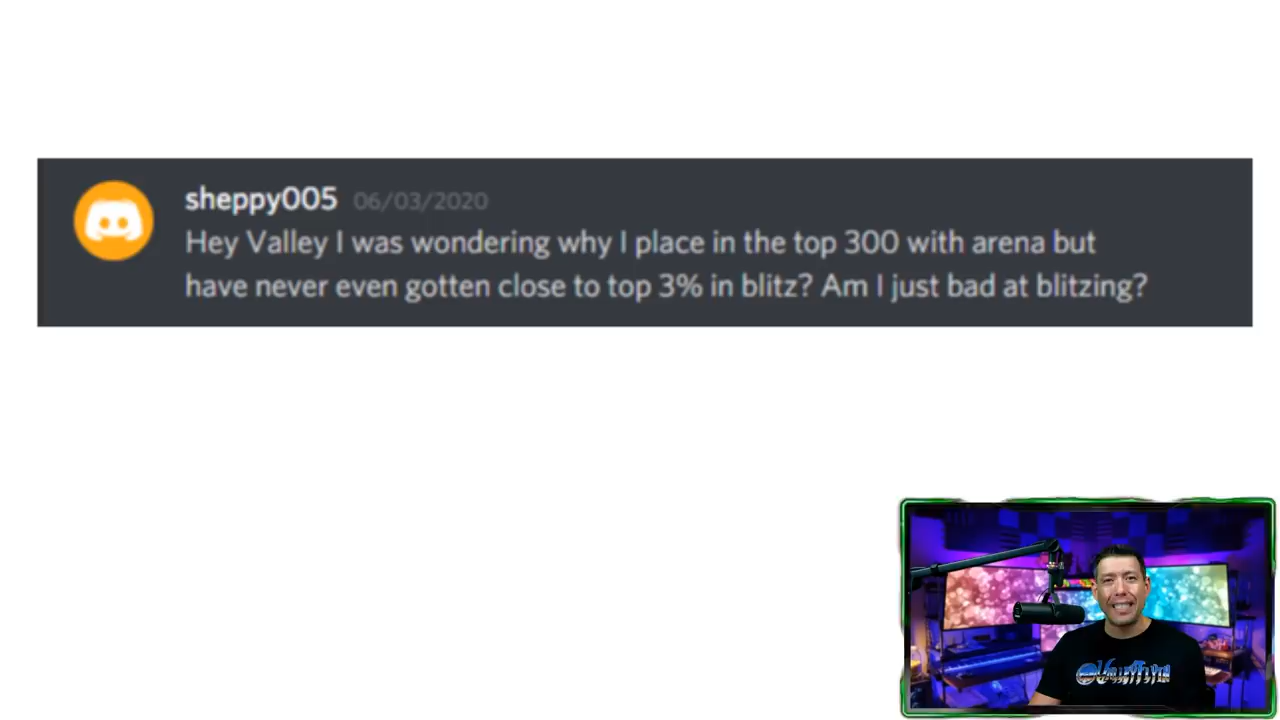 sheppy005 06/03/2020
Hey Valley I was wondering why I place in the top 300 with arena but
have never even gotten close to top 3% in blitz? Am I just bad at blitzing?
VALLEYFLYIN